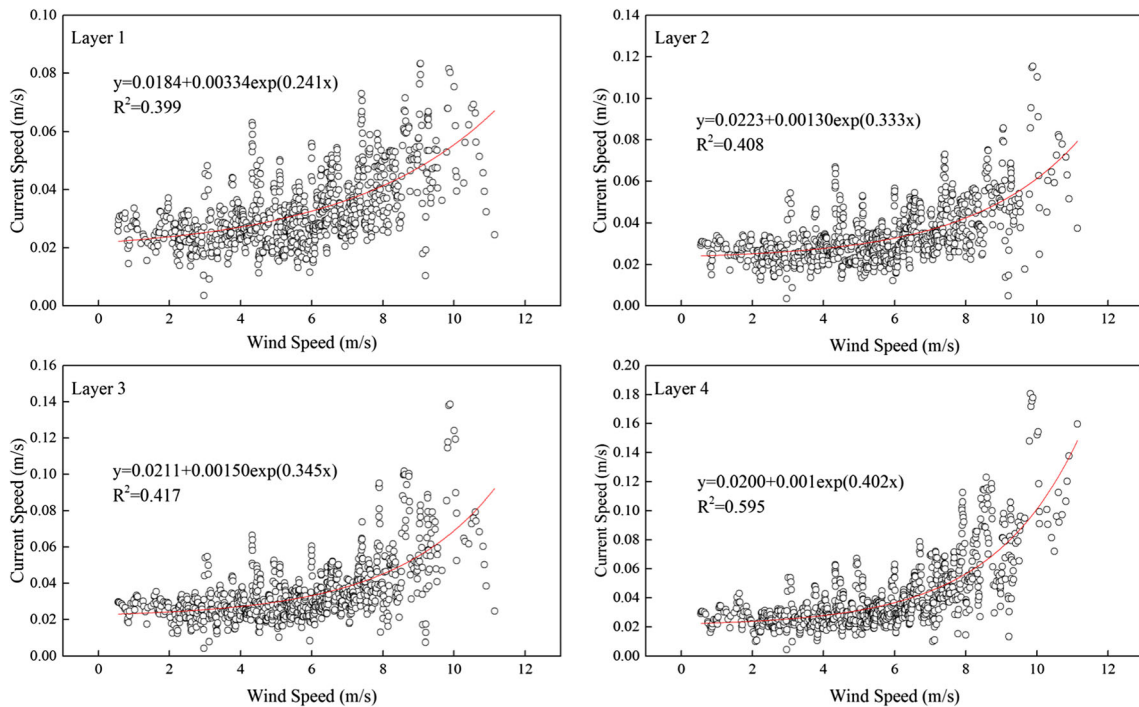 Layer 1
y=0.0184+0.00334exp(0.241x)
R²=0.399
Current Speed (m/s)
0.10
0.08
0.06
0.04
0.02
0.00
0 2 4 6 8 10 12
Wind Speed (m/s)
Layer 2
y=0.0223+0.00130exp(0.333x)
R²=0.408
Current Speed (m/s)
0.14
0.12
0.10
0.08
0.06
0.04
0.02
0.00
0 2 4 6 8 10 12
Wind Speed (m/s)
Layer 3
y=0.0211+0.00150exp(0.345x)
R²=0.417
Current Speed (m/s)
0.16
0.14
0.12
0.10
0.08
0.06
0.04
0.02
0.00
0 2 4 6 8 10 12
Wind Speed (m/s)
Layer 4
y=0.0200+0.001exp(0.402x)
R²=0.595
Current Speed (m/s)
0.20
0.18
0.16
0.14
0.12
0.10
0.08
0.06
0.04
0.02
0.00
0 2 4 6 8 10 12
Wind Speed (m/s)